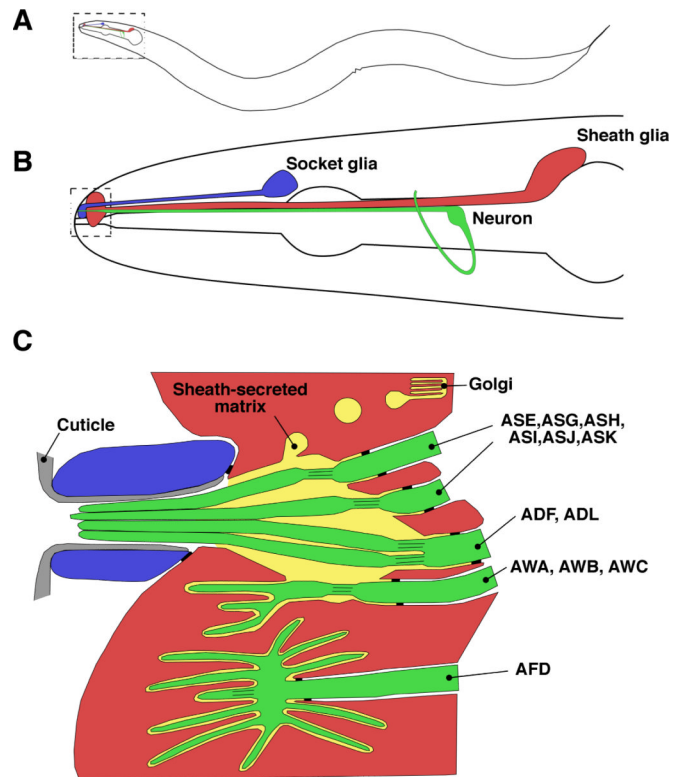 A
B
Sheath glia
Socket glia
Neuron
C
Golgi
Sheath-secreted
matrix
Cuticle
ASE,ASG,ASH,
ASI,ASJ,ASK
ADF, ADL
AWA, AWB, AWC
AFD